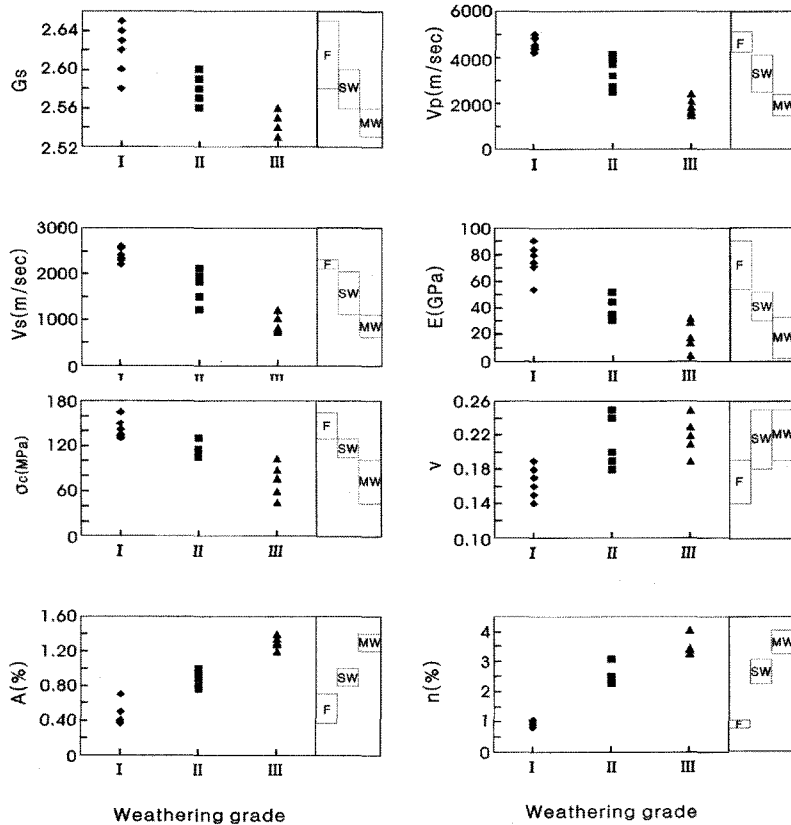 2.64
2.60
2.56
2.52
Gs
I II III
F
SW
MW
6000
4000
2000
0
Vp(m/sec)
I II III
F
SW
MW
3000
2000
1000
0
Vs(m/sec)
I II III
F
SW
MW
100
80
60
40
20
0
E(GPa)
I II III
F
SW
MW
180
120
60
0
σc(MPa)
I II III
F
SW
MW
0.26
0.22
0.18
0.14
0.10
ν
I II III
F
SW
MW
1.60
1.20
0.80
0.40
0
A(%)
I II III
F
SW
MW
4
3
2
1
0
n(%)
I II III
F
SW
MW
Weathering grade
Weathering grade